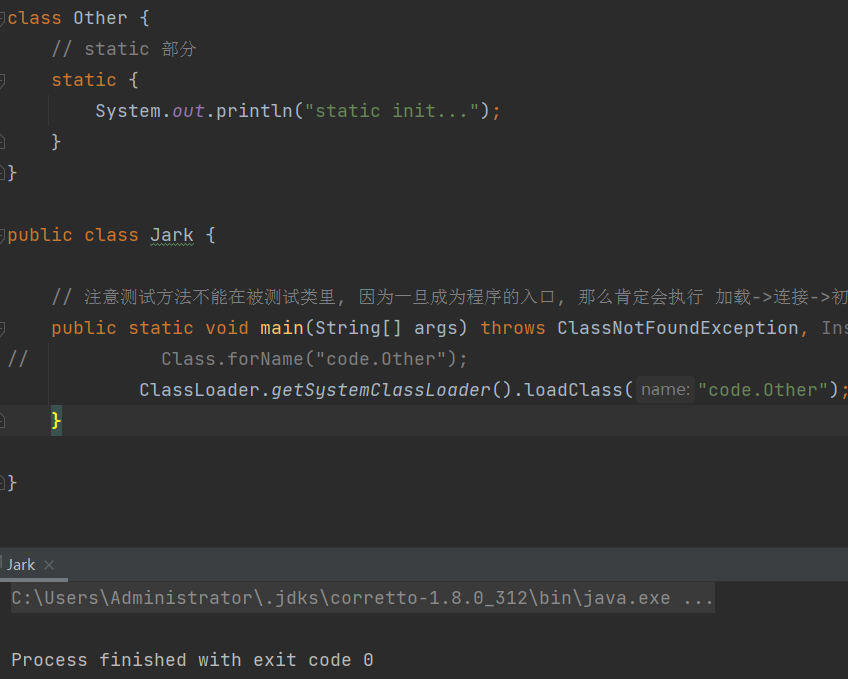 class Other {
// static 部分
static {
System.out.println("static init...");
}
}
public class Jark {
// 注意测试方法不能在被测试类里, 因为一旦成为程序的入口, 那么肯定会执行 加载->连接->初
public static void main(String[] args) throws ClassNotFoundException, Ins
// Class.forName("code.Other");
ClassLoader.getSystemClassLoader().loadClass( name: "code.Other");
}
}
Jark ×
C:\Users\Administrator\.jdks\corretto-1.8.0_312\bin\java.exe ...
Process finished with exit code 0